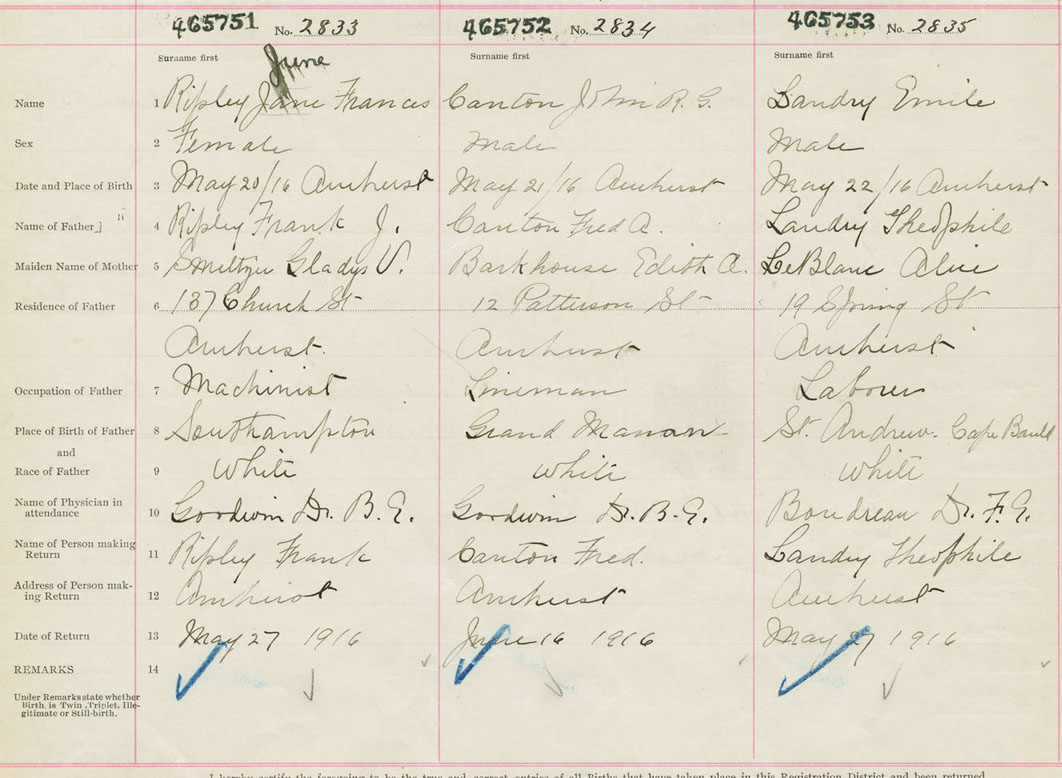 465751 No. 2833 465752 No. 2834 465753 No. 2835
Surname first June Surname first Surname first
Name 1 Ripley Jane Frances Canton John R. G. Landry Emile
Sex 2 Female Male Male
Date and Place of Birth 3 May 20/16 Amherst May 21/16 Amherst May 22/16 Amherst
Name of Father 4 Ripley Frank J. Canton Fred A. Landry Theophile
Maiden Name of Mother 5 Smeltzer Gladys V. Barkhouse Edith A. LeBlanc Alice
Residence of Father 6 137 Church St 12 Patterson St 19 Spring St
Amherst. Amherst Amherst
Occupation of Father 7 Machinist Lineman Labourer
Place of Birth of Father 8 Southampton Grand Manan St. Andrew. Cape Bauld
and
Race of Father 9 White White White
Name of Physician in
attendance 10 Goodwin Dr. B. E. Goodwin Dr. B. E. Boudreau Dr. F. E.
Name of Person making
Return 11 Ripley Frank Canton Fred. Landry Theophile
Address of Person mak-
ing Return 12 Amherst Amherst Amherst
Date of Return 13 May 27 1916 June 16 1916 May 27 1916
REMARKS 14
Under Remarks state whether
Birth, is Twin, Triplet, Ille-
gitimate or Still-birth.
I hereby certify the foregoing to be the true and correct entries of all Births that have taken place in this Registration District and been returned